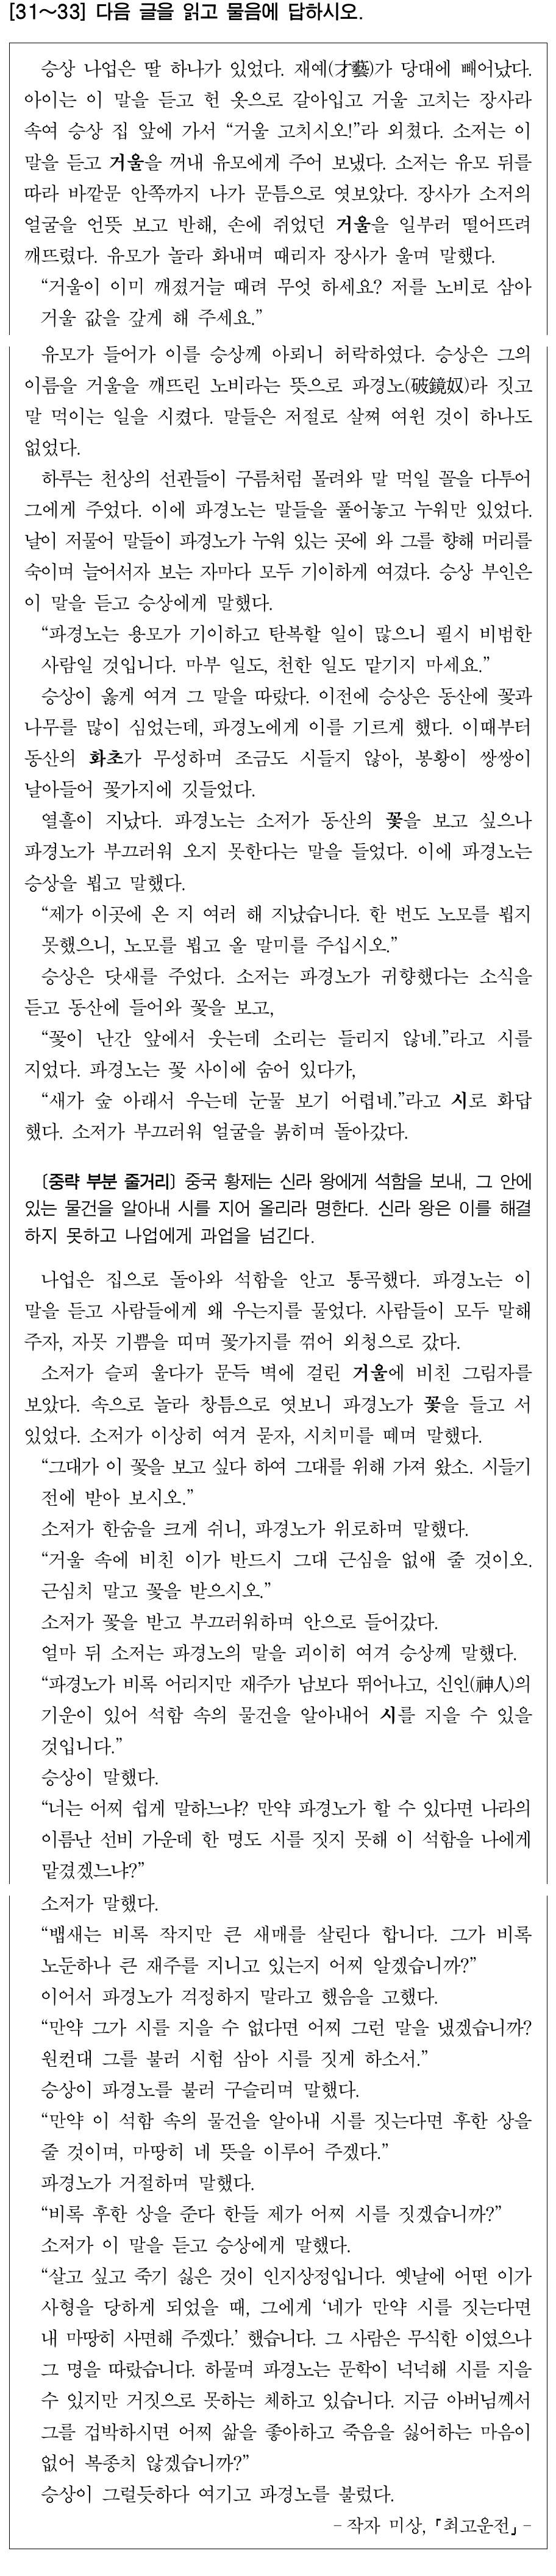 [31～33] 다음 글을 읽고 물음에 답하시오.
승상 나업은 딸 하나가 있었다. 재예(才藝)가 당대에 빼어났다.
아이는 이 말을 듣고 헌 옷으로 갈아입고 거울 고치는 장사라
속여 승상 집 앞에 가서 “거울 고치시오!”라 외쳤다. 소저는 이
말을 듣고 거울을 꺼내 유모에게 주어 보냈다. 소저는 유모 뒤를
따라 바깥문 안쪽까지 나가 문틈으로 엿보았다. 장사가 소저의
얼굴을 언뜻 보고 반해, 손에 쥐었던 거울을 일부러 떨어뜨려
깨뜨렸다. 유모가 놀라 화내며 때리자 장사가 울며 말했다.
“거울이 이미 깨졌거늘 때려 무엇 하세요? 저를 노비로 삼아
거울 값을 갚게 해 주세요.”
유모가 들어가 이를 승상께 아뢰니 허락하였다. 승상은 그의
이름을 거울을 깨뜨린 노비라는 뜻으로 파경노(破鏡奴)라 짓고
말 먹이는 일을 시켰다. 말들은 저절로 살쪄 여윈 것이 하나도
없었다.
하루는 천상의 선관들이 구름처럼 몰려와 말 먹일 꼴을 다투어
그에게 주었다. 이에 파경노는 말들을 풀어놓고 누워만 있었다.
날이 저물어 말들이 파경노가 누워 있는 곳에 와 그를 향해 머리를
숙이며 늘어서자 보는 자마다 모두 기이하게 여겼다. 승상 부인은
이 말을 듣고 승상에게 말했다.
“파경노는 용모가 기이하고 탄복할 일이 많으니 필시 비범한
사람일 것입니다. 마부 일도, 천한 일도 맡기지 마세요.”
승상이 옳게 여겨 그 말을 따랐다. 이전에 승상은 동산에 꽃과
나무를 많이 심었는데, 파경노에게 이를 기르게 했다. 이때부터
동산의 화초가 무성하며 조금도 시들지 않아, 봉황이 쌍쌍이
날아들어 꽃가지에 깃들었다.
열흘이 지났다. 파경노는 소저가 동산의 꽃을 보고 싶으나
파경노가 부끄러워 오지 못한다는 말을 들었다. 이에 파경노는
승상을 뵙고 말했다.
“제가 이곳에 온 지 여러 해 지났습니다. 한 번도 노모를 뵙지
못했으니, 노모를 뵙고 올 말미를 주십시오.”
승상은 닷새를 주었다. 소저는 파경노가 귀향했다는 소식을
듣고 동산에 들어와 꽃을 보고,
“꽃이 난간 앞에서 웃는데 소리는 들리지 않네.”라고 시를
지었다. 파경노는 꽃 사이에 숨어 있다가,
“새가 숲 아래서 우는데 눈물 보기 어렵네.”라고 시로 화답
했다. 소저가 부끄러워 얼굴을 붉히며 돌아갔다.
〔중략 부분 줄거리〕 중국 황제는 신라 왕에게 석함을 보내, 그 안에
있는 물건을 알아내 시를 지어 올리라 명한다. 신라 왕은 이를 해결
하지 못하고 나업에게 과업을 넘긴다.
나업은 집으로 돌아와 석함을 안고 통곡했다. 파경노는 이
말을 듣고 사람들에게 왜 우는지를 물었다. 사람들이 모두 말해
주자, 자못 기쁨을 띠며 꽃가지를 꺾어 외청으로 갔다.
소저가 슬피 울다가 문득 벽에 걸린 거울에 비친 그림자를
보았다. 속으로 놀라 창틈으로 엿보니 파경노가 꽃을 들고 서
있었다. 소저가 이상히 여겨 묻자, 시치미를 떼며 말했다.
“그대가 이 꽃을 보고 싶다 하여 그대를 위해 가져 왔소. 시들기
전에 받아 보시오.”
소저가 한숨을 크게 쉬니, 파경노가 위로하며 말했다.
“거울 속에 비친 이가 반드시 그대 근심을 없애 줄 것이오.
근심치 말고 꽃을 받으시오.”
소저가 꽃을 받고 부끄러워하며 안으로 들어갔다.
얼마 뒤 소저는 파경노의 말을 괴이히 여겨 승상께 말했다.
“파경노가 비록 어리지만 재주가 남보다 뛰어나고, 신인(神人)의
기운이 있어 석함 속의 물건을 알아내어 시를 지을 수 있을
것입니다.”
승상이 말했다.
“너는 어찌 쉽게 말하느냐? 만약 파경노가 할 수 있다면 나라의
이름난 선비 가운데 한 명도 시를 짓지 못해 이 석함을 나에게
맡겼겠느냐?”
소저가 말했다.
“뱁새는 비록 작지만 큰 새매를 살린다 합니다. 그가 비록
노둔하나 큰 재주를 지니고 있는지 어찌 알겠습니까?”
이어서 파경노가 걱정하지 말라고 했음을 고했다.
“만약 그가 시를 지을 수 없다면 어찌 그런 말을 냈겠습니까?
원컨대 그를 불러 시험 삼아 시를 짓게 하소서.”
승상이 파경노를 불러 구슬리며 말했다.
“만약 이 석함 속의 물건을 알아내 시를 짓는다면 후한 상을
줄 것이며, 마땅히 네 뜻을 이루어 주겠다.”
파경노가 거절하며 말했다.
“비록 후한 상을 준다 한들 제가 어찌 시를 짓겠습니까?”
소저가 이 말을 듣고 승상에게 말했다.
“살고 싶고 죽기 싫은 것이 인지상정입니다. 옛날에 어떤 이가
사형을 당하게 되었을 때, 그에게 ‘네가 만약 시를 짓는다면
내 마땅히 사면해 주겠다.’ 했습니다. 그 사람은 무식한 이였으나
그 명을 따랐습니다. 하물며 파경노는 문학이 넉넉해 시를 지을
수 있지만 거짓으로 못하는 체하고 있습니다. 지금 아버님께서
그를 겁박하시면 어찌 삶을 좋아하고 죽음을 싫어하는 마음이
없어 복종치 않겠습니까?”
승상이 그럴듯하다 여기고 파경노를 불렀다.
- 작자 미상, 「최고운전」 -